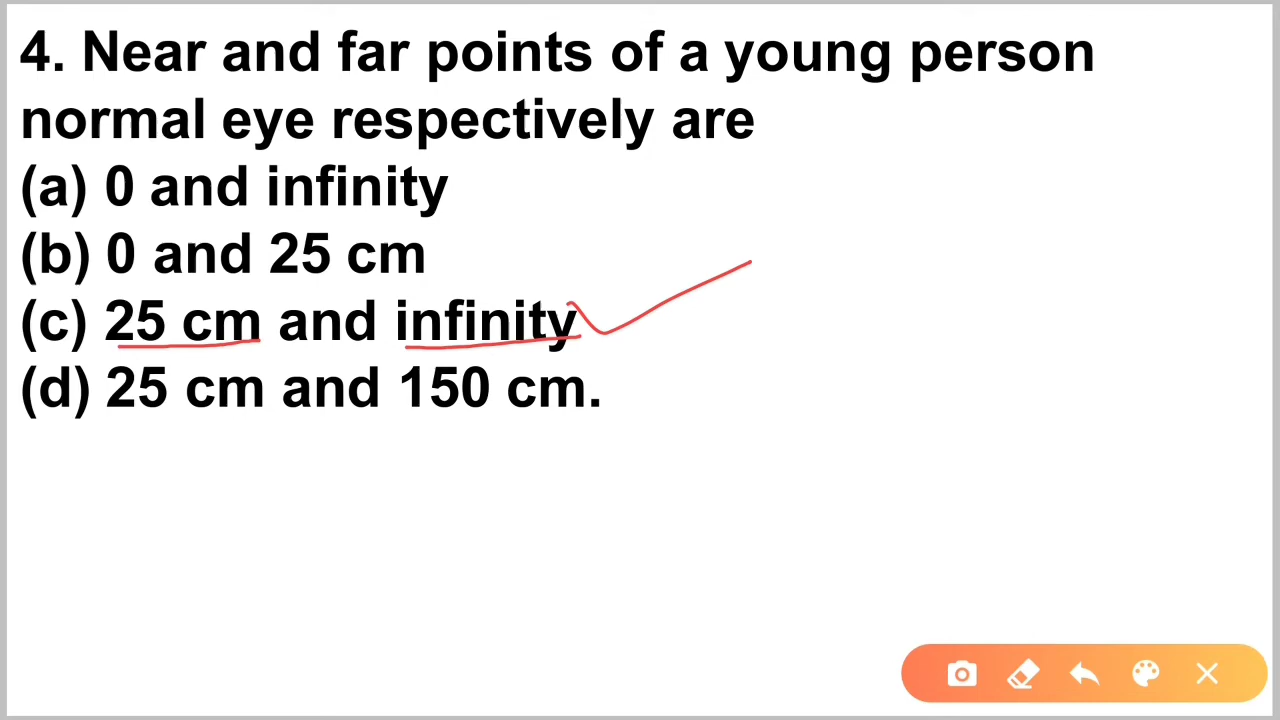 4. Near and far points of a young person
normal eye respectively are
(a) 0 and infinity
(b) 0 and 25 cm
(c) 25 cm and infinity
(d) 25 cm and 150 cm.